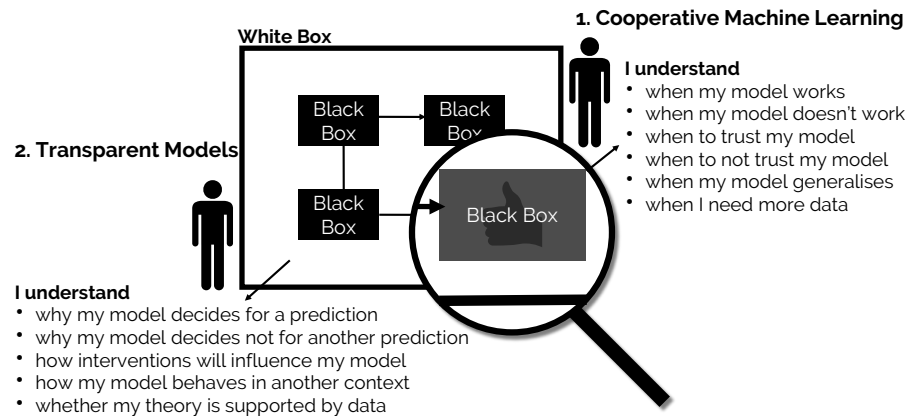 1. Cooperative Machine Learning
White Box
I understand
• when my model works
• when my model doesn't work
• when to trust my model
• when to not trust my model
• when my model generalises
• when I need more data
Black
Box
Black
Box
2. Transparent Models
Black
Box
Black Box
I understand
• why my model decides for a prediction
• why my model decides not for another prediction
• how interventions will influence my model
• how my model behaves in another context
• whether my theory is supported by data